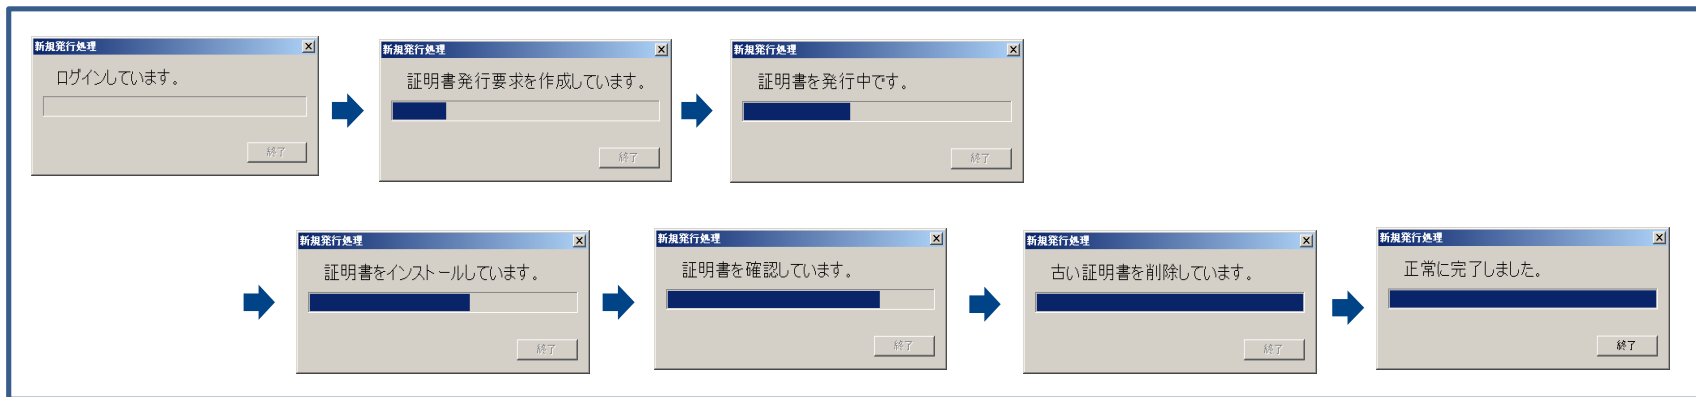 新規発行処理
ログインしています。
終了
新規発行処理
証明書発行要求を作成しています。
終了
新規発行処理
証明書を発行中です。
終了
新規発行処理
証明書をインストールしています。
終了
新規発行処理
証明書を確認しています。
終了
新規発行処理
古い証明書を削除しています。
終了
新規発行処理
正常に完了しました。
終了